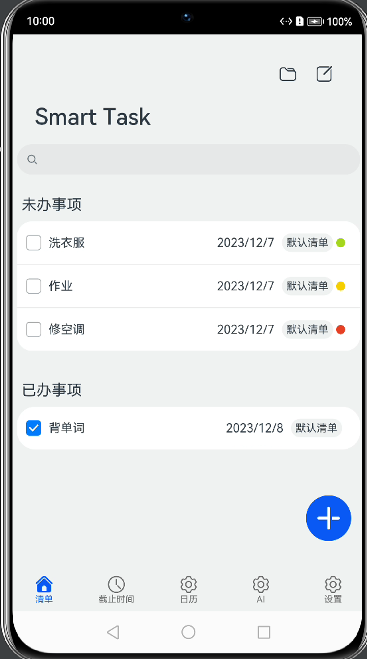 10:00
100%
Smart Task
未办事项
洗衣服 2023/12/7 默认清单
作业 2023/12/7 默认清单
修空调 2023/12/7 默认清单
已办事项
背单词 2023/12/8 默认清单
清单 截止时间 日历 AI 设置